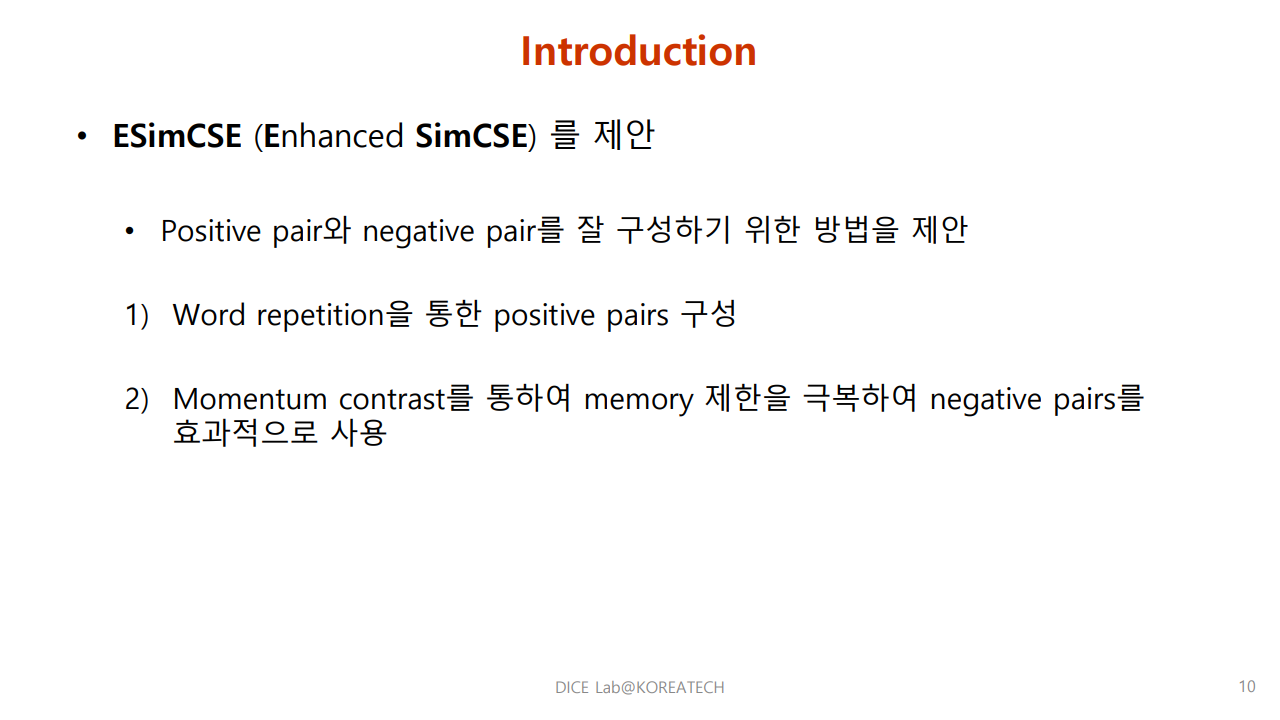 Introduction
• ESimCSE (Enhanced SimCSE) 를 제안
• Positive pair와 negative pair를 잘 구성하기 위한 방법을 제안
1) Word repetition을 통한 positive pairs 구성
2) Momentum contrast를 통하여 memory 제한을 극복하여 negative pairs를
효과적으로 사용
DICE Lab@KOREATECH
10